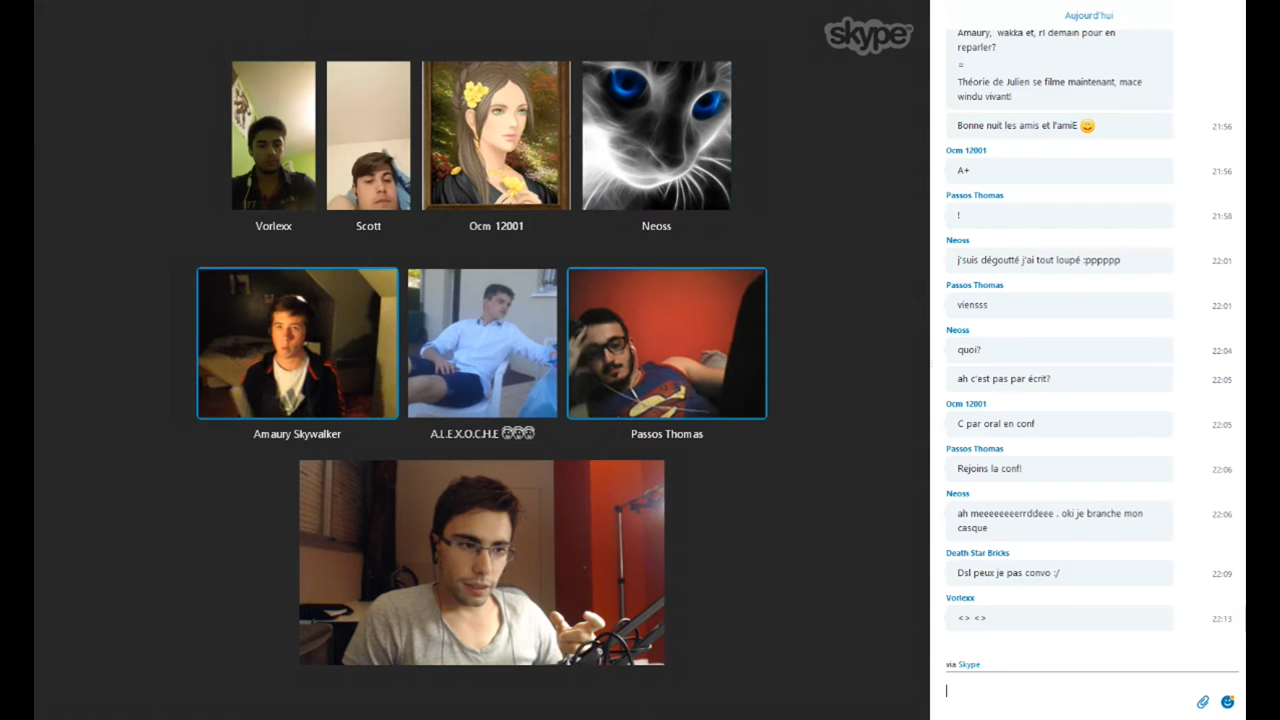 skype
Vorlexx
Scott
Ocm 12001
Neoss
Amaury Skywalker
A.L.E.X.O.C.H.E 😇😇😇
Passos Thomas
Aujourd'hui
Amaury, wakka et, rl demain pour en
reparler?
=
Théorie de Julien se filme maintenant, mace
windu vivant!
Bonne nuit les amis et l'amiE 😊
21:56
Ocm 12001
A+
21:56
Passos Thomas
!
21:58
Neoss
j'suis dégoutté j'ai tout loupé :pppppp
22:01
Passos Thomas
viensss
22:01
Neoss
quoi?
22:04
ah c'est pas par écrit?
22:05
Ocm 12001
C par oral en conf
22:05
Passos Thomas
Rejoins la conf!
22:06
Neoss
ah meeeeeeeerrddeee . oki je branche mon
casque
22:06
Death Star Bricks
Dsl peux je pas convo :/
22:09
Vorlexx
<> <>
22:13
via Skype